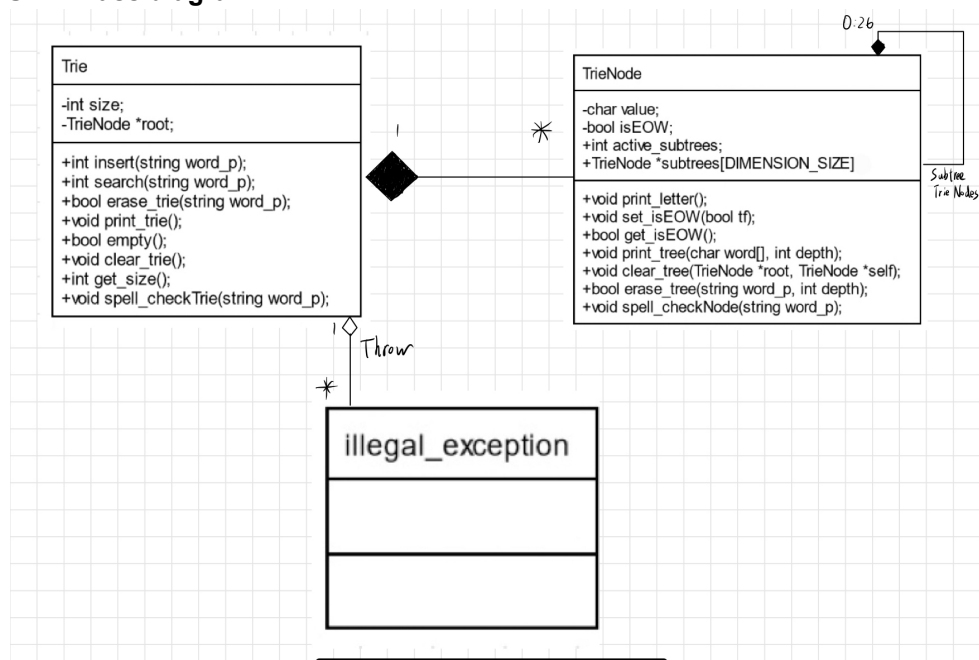 0:26
Trie
-int size;
-TrieNode *root;
+int insert(string word_p);
+int search(string word_p);
+bool erase_trie(string word_p);
+void print_trie();
+bool empty();
+void clear_trie();
+int get_size();
+void spell_checkTrie(string word_p);
1
*
TrieNode
-char value;
-bool isEOW;
+int active_subtrees;
+TrieNode *subtrees[DIMENSION_SIZE]
+void print_letter();
+void set_isEOW(bool tf);
+bool get_isEOW();
+void print_tree(char word[], int depth);
+void clear_tree(TrieNode *root, TrieNode *self);
+bool erase_tree(string word_p, int depth);
+void spell_checkNode(string word_p);
Subtree
Trie Nodes
1
Throw
*
illegal_exception